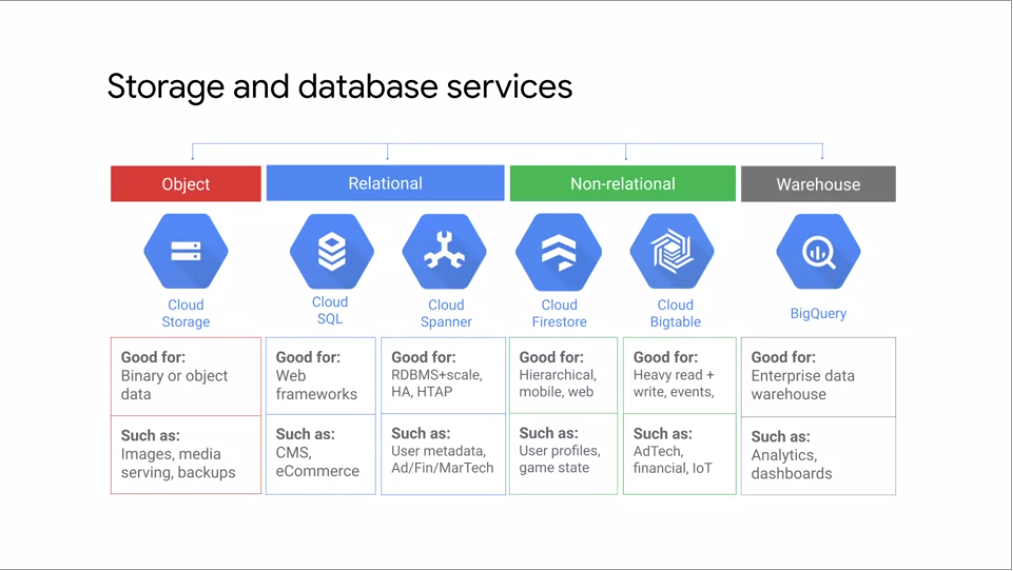 Storage and database services
Object
Relational
Non-relational
Warehouse
Cloud
Storage
Cloud
SQL
Cloud
Spanner
Cloud
Firestore
Cloud
Bigtable
BigQuery
Good for:
Binary or object
data
Good for:
Web
frameworks
Good for:
RDBMS+scale,
HA, HTAP
Good for:
Hierarchical,
mobile, web
Good for:
Heavy read +
write, events,
Good for:
Enterprise data
warehouse
Such as:
Images, media
serving, backups
Such as:
CMS,
eCommerce
Such as:
User metadata,
Ad/Fin/MarTech
Such as:
User profiles,
game state
Such as:
AdTech,
financial, IoT
Such as:
Analytics,
dashboards